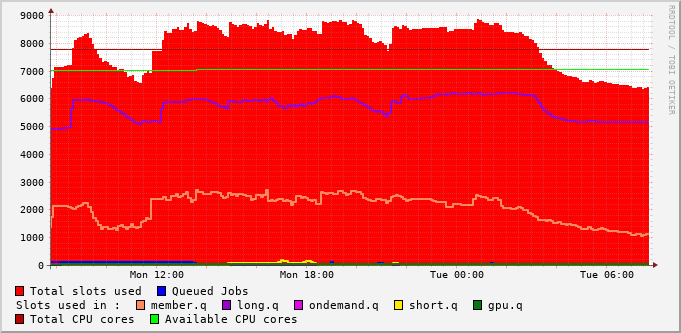 RRDTOOL / TOBI OETIKER
9000
8000
7000
6000
5000
4000
3000
2000
1000
0
Mon 12:00 Mon 18:00 Tue 00:00 Tue 06:00
Total slots used Queued Jobs
Slots used in : member.q long.q ondemand.q short.q gpu.q
Total CPU cores Available CPU cores